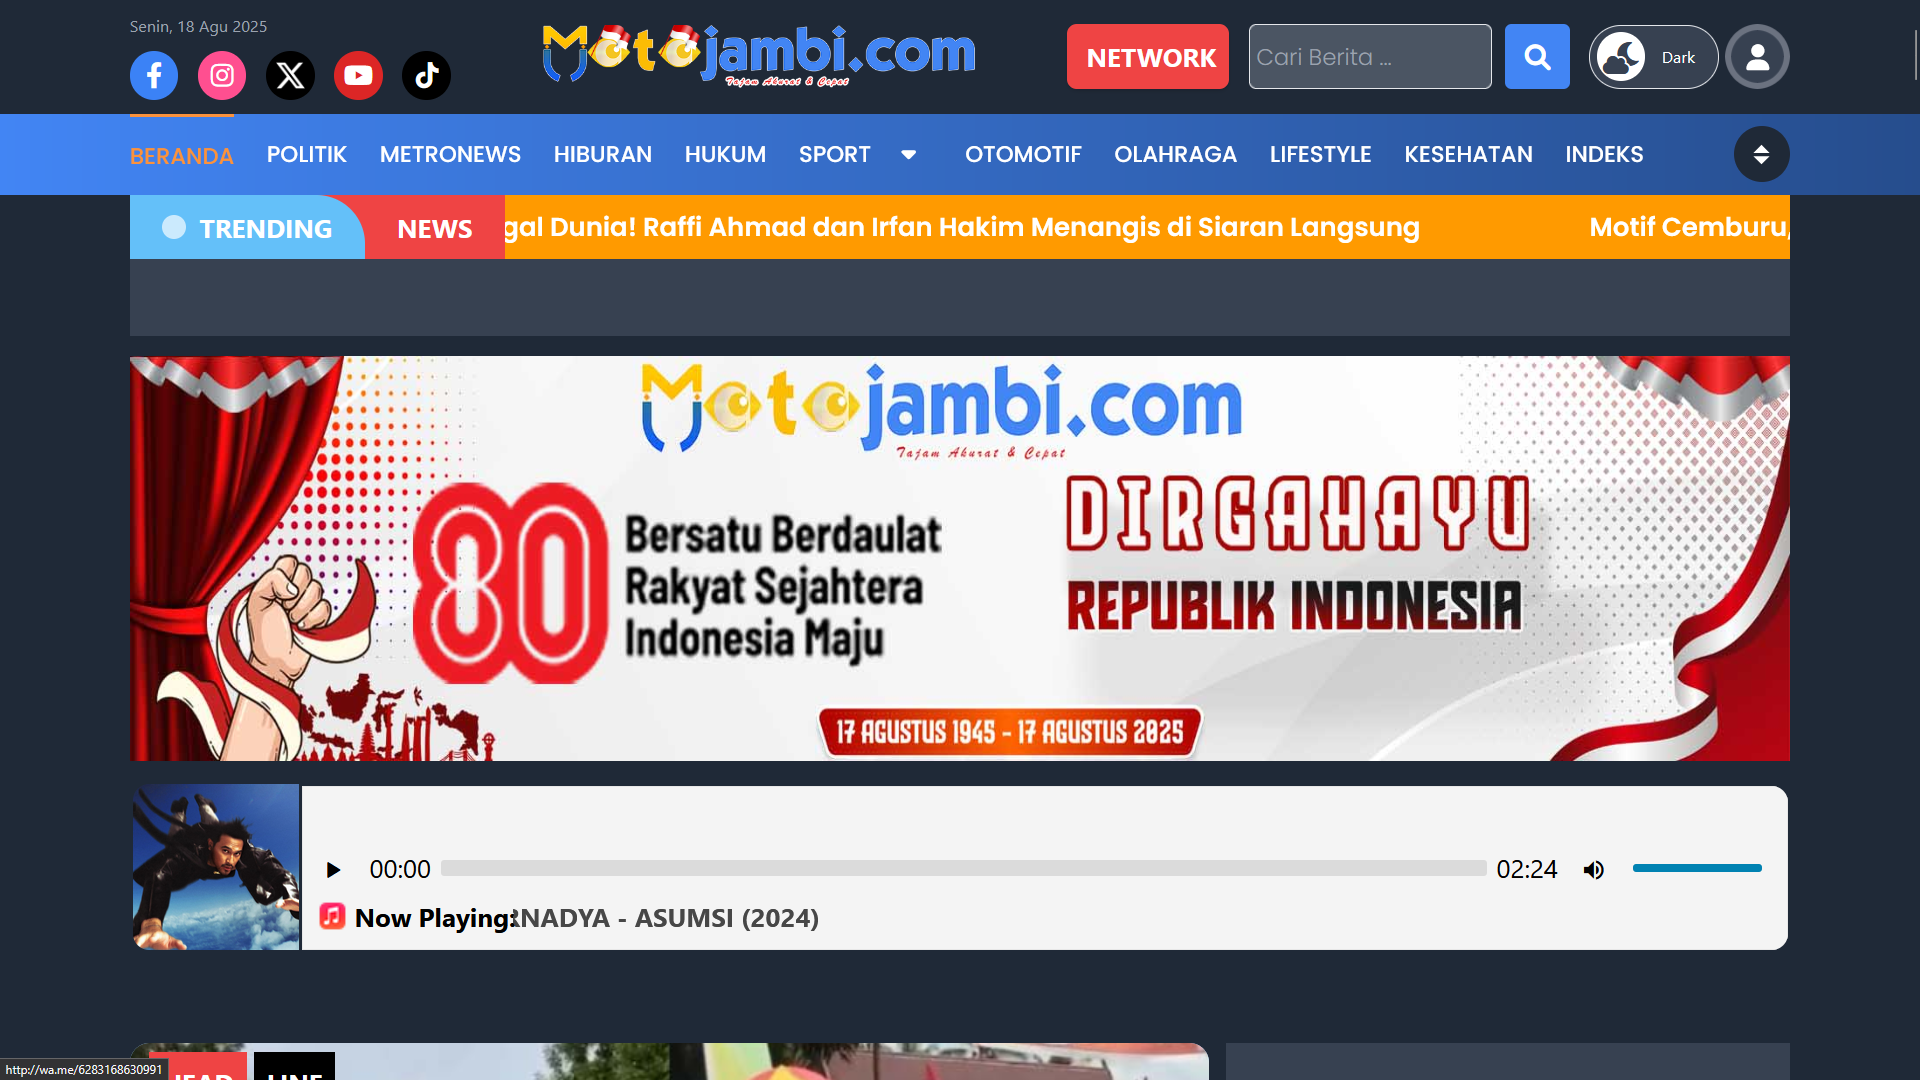 Senin, 18 Agu 2025
Motojambi.com
Tajam Akurat & Cepat
NETWORK
Cari Berita ...
Dark
BERANDA
POLITIK
METRONEWS
HIBURAN
HUKUM
SPORT
OTOMOTIF
OLAHRAGA
LIFESTYLE
KESEHATAN
INDEKS
TRENDING
NEWS
gal Dunia! Raffi Ahmad dan Irfan Hakim Menangis di Siaran Langsung
Motif Cemburu,
Motojambi.com
Tajam Akurat & Cepat
80
Bersatu Berdaulat
Rakyat Sejahtera
Indonesia Maju
DIRGAHAYU
REPUBLIK INDONESIA
17 AGUSTUS 1945 - 17 AGUSTUS 2025
00:00
02:24
Now Playing:
RNADYA - ASUMSI (2024)
HEAD
LINE
http://wa.me/6283168630991